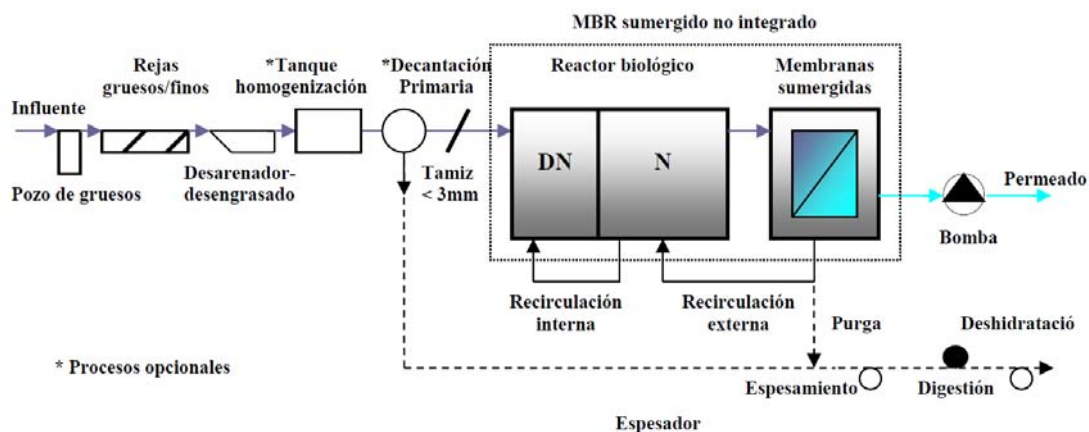 MBR sumergido no integrado
Rejas
gruesos/finos
*Tanque
homogenización
*Decantación
Primaria
Reactor biológico
Membranas
sumergidas
Influente
Pozo de gruesos
Desarenador-
desengrasado
Tamiz
< 3mm
DN
N
Permeado
Bomba
Recirculación
interna
Recirculación
externa
Purga
Deshidratació
* Procesos opcionales
Espesamiento
Digestión
Espesador